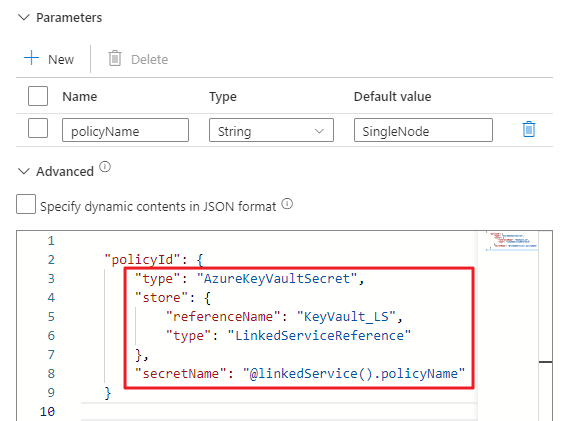 Parameters
New
Delete
Name Type Default value
policyName String SingleNode
Advanced
Specify dynamic contents in JSON format
1
2 "policyId": {
3 "type": "AzureKeyVaultSecret",
4 "store": {
5 "referenceName": "KeyVault_LS",
6 "type": "LinkedServiceReference"
7 },
8 "secretName": "@linkedService().policyName"
9 }
10